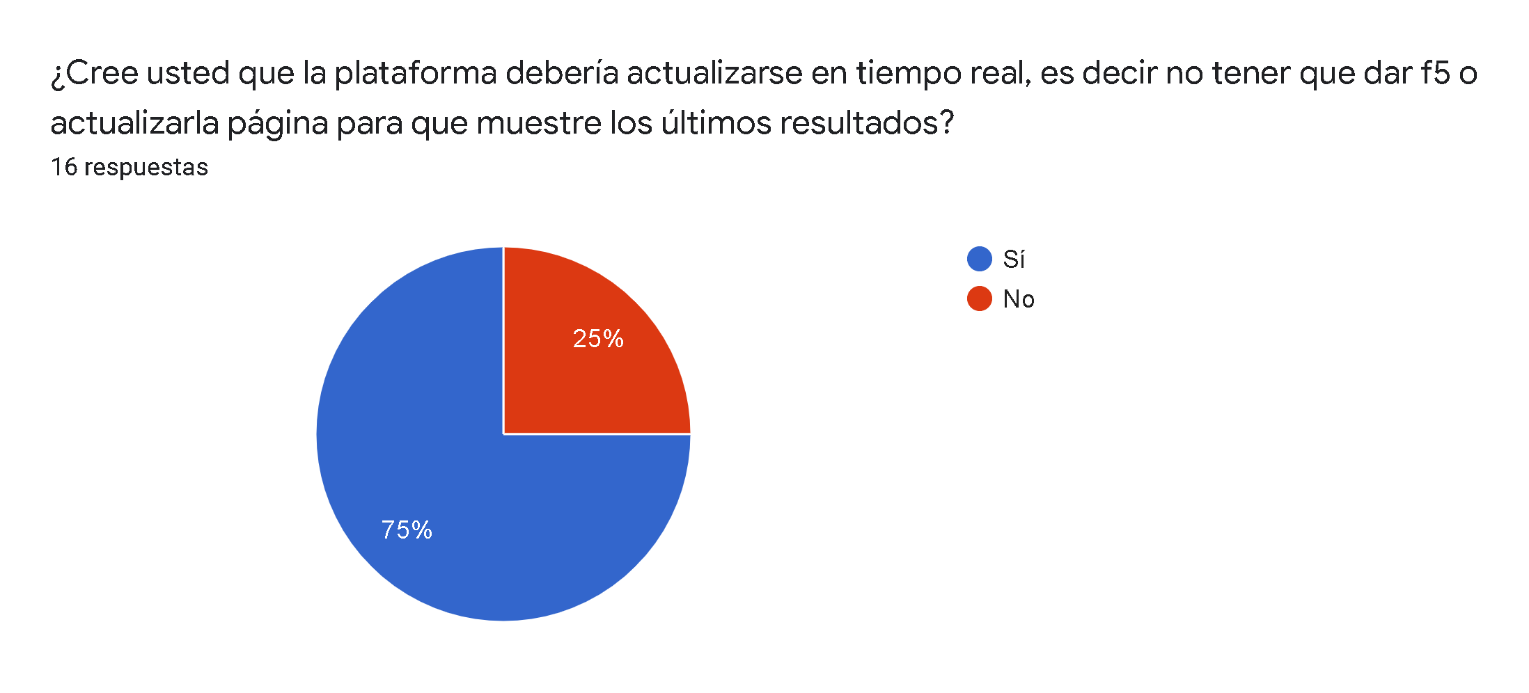 ¿Cree usted que la plataforma debería actualizarse en tiempo real, es decir no tener que dar f5 o
actualizarla página para que muestre los últimos resultados?
16 respuestas
Sí
No
25%
75%